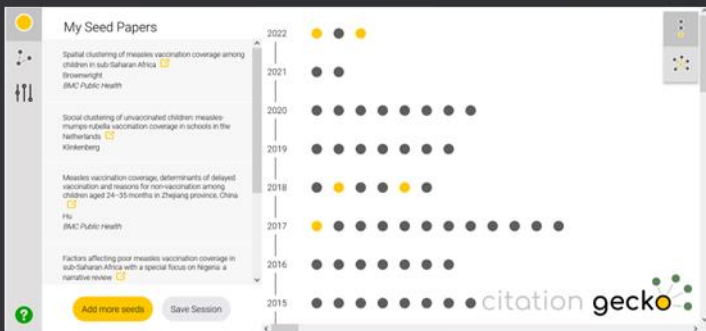 My Seed Papers
Spatial clustering of measles vaccination coverage among
children in sub-Saharan Africa
Brownwright
BMC Public Health
Social clustering of unvaccinated children: measles-
mumps-rubella vaccination coverage in schools in the
Netherlands
Klinkenberg
Measles vaccination coverage, determinants of delayed
vaccination and reasons for non-vaccination among
children aged 24–35 months in Zhejiang province, China
Hu
BMC Public Health
Factors affecting poor measles vaccination coverage in
sub-Saharan Africa with a special focus on Nigeria: a
narrative review
Add more seeds
Save Session
?
2022
2021
2020
2019
2018
2017
2016
2015
citation gecko